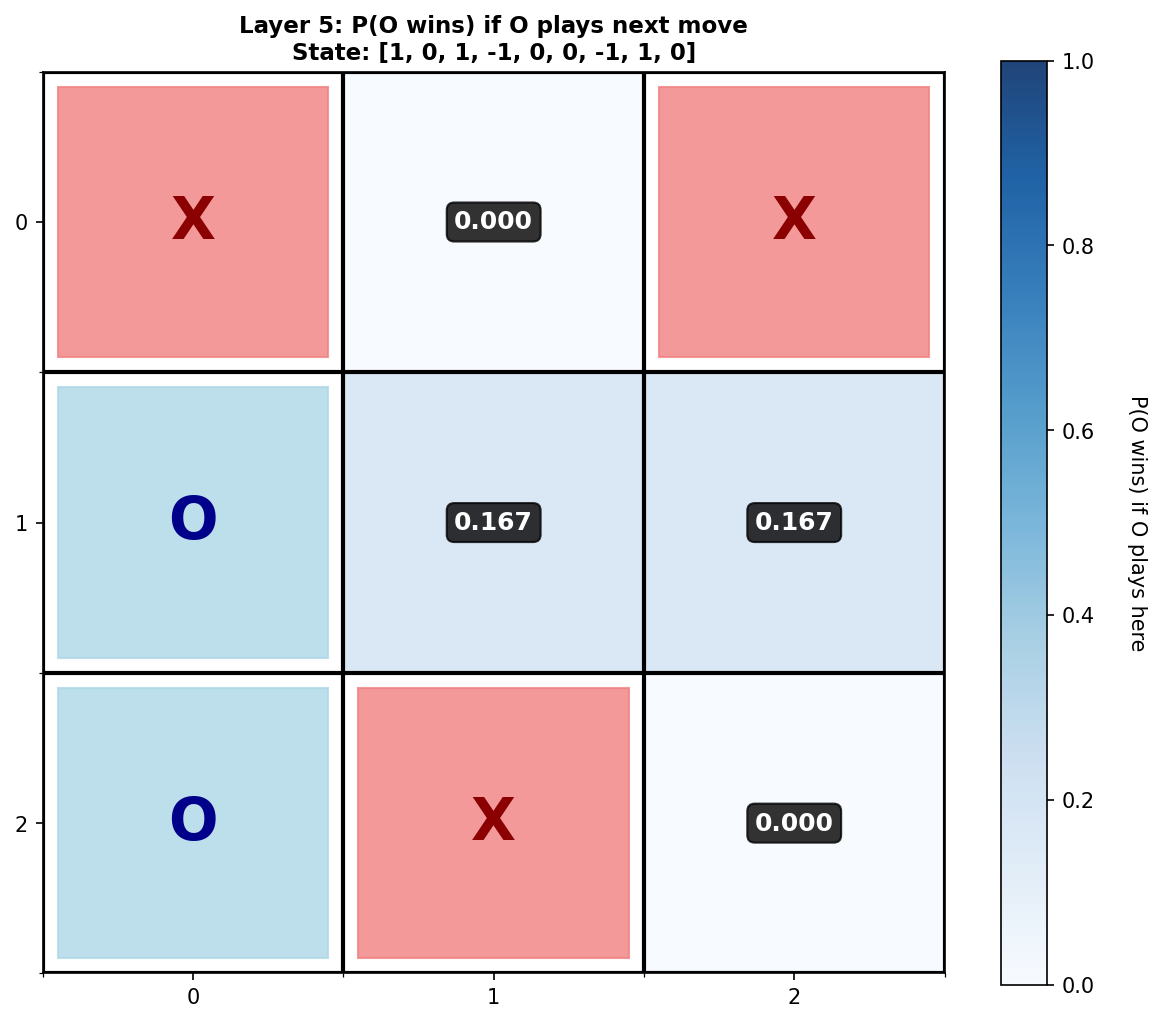 Layer 5: P(O wins) if O plays next move
State: [1, 0, 1, -1, 0, 0, -1, 1, 0]
X
0.000
X
O
0.167
0.167
O
X
0.000
0
1
2
0
1
2
1.0
0.8
0.6
0.4
0.2
0.0
P(O wins) if O plays here